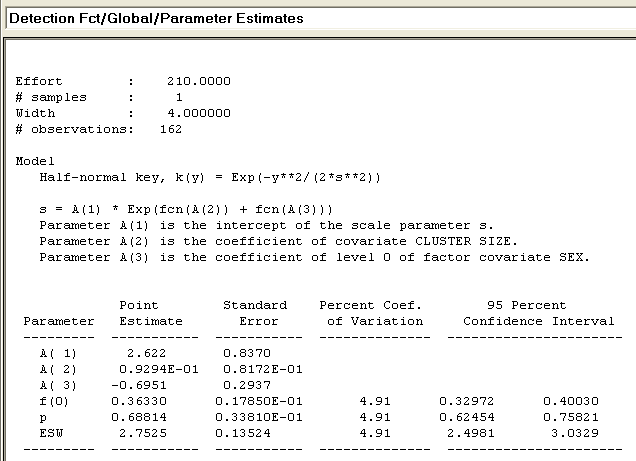 Detection Fct/Global/Parameter Estimates
Effort : 210.0000
# samples : 1
Width : 4.000000
# observations: 162
Model
Half-normal key, k(y) = Exp(-y**2/(2*s**2))
s = A(1) * Exp(fcn(A(2)) + fcn(A(3)))
Parameter A(1) is the intercept of the scale parameter s.
Parameter A(2) is the coefficient of covariate CLUSTER SIZE.
Parameter A(3) is the coefficient of level 0 of factor covariate SEX.
Point Standard Percent Coef. 95 Percent
Parameter Estimate Error of Variation Confidence Interval
--------- ----------- ----------- -------------- ----------------------
A( 1) 2.622 0.8370
A( 2) 0.9294E-01 0.8172E-01
A( 3) -0.6951 0.2937
f(0) 0.36330 0.17850E-01 4.91 0.32972 0.40030
p 0.68814 0.33810E-01 4.91 0.62454 0.75821
ESW 2.7525 0.13524 4.91 2.4981 3.0329
--------- ----------- ----------- -------------- ----------------------